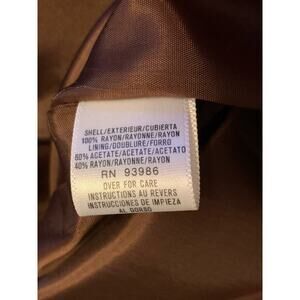 SHELL/EXTERIEUR/CUBIERTA
100% RAYON/RAYONNE/RAYON
LINING/DOUBLURE/FORRO
60% ACETATE/ACETATE/ACETATO
40% RAYON/RAYONNE/RAYON
RN 93986
OVER FOR CARE
INSTRUCTIONS AU REVERS
INSTRUCCIONES DE IMPIEZA
AL DORSO